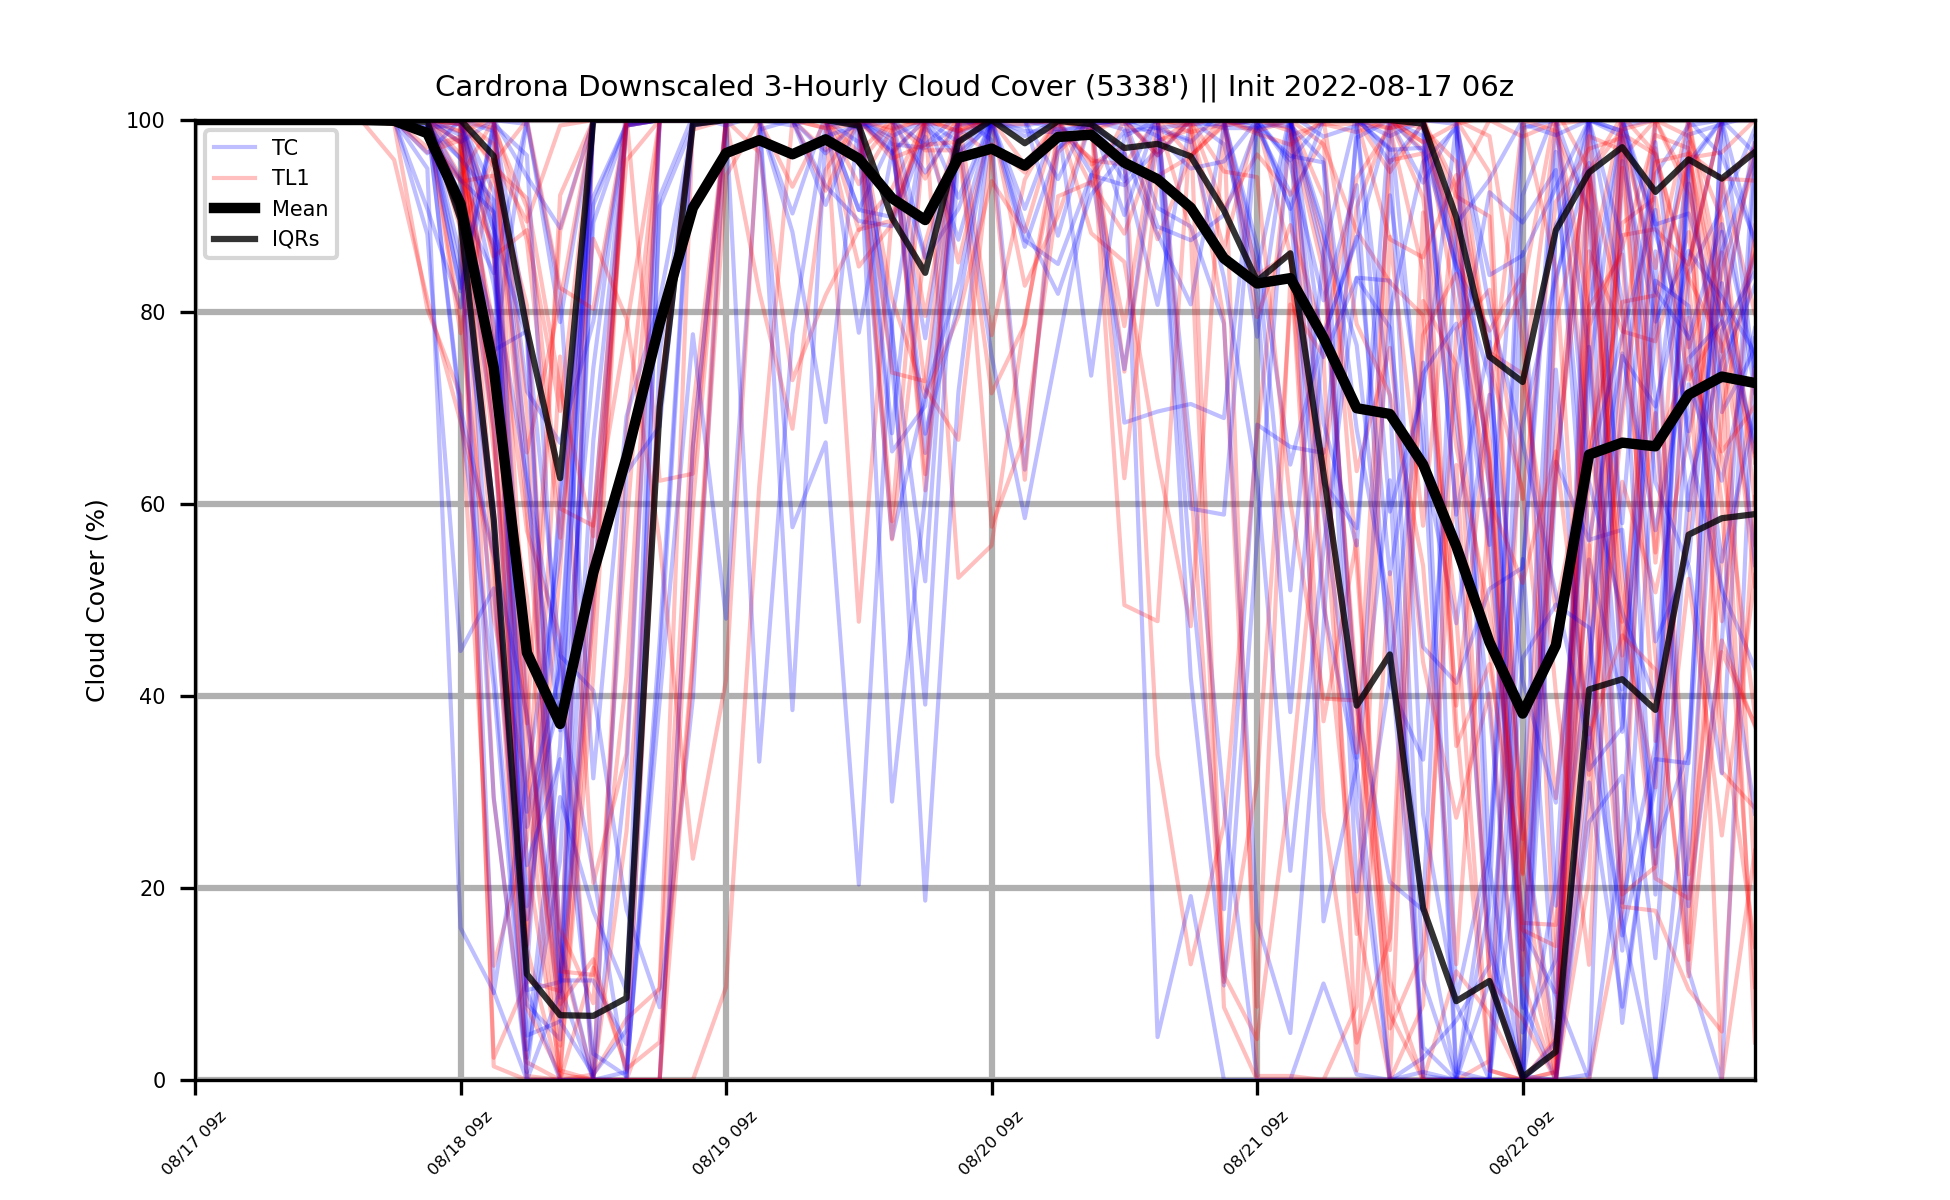 Cardrona Downscaled 3-Hourly Cloud Cover (5338') || Init 2022-08-17 06z
100
80
60
40
20
0
Cloud Cover (%)
TC
TL1
Mean
IQRs
08/17 09z
08/18 09z
08/19 09z
08/20 09z
08/21 09z
08/22 09z